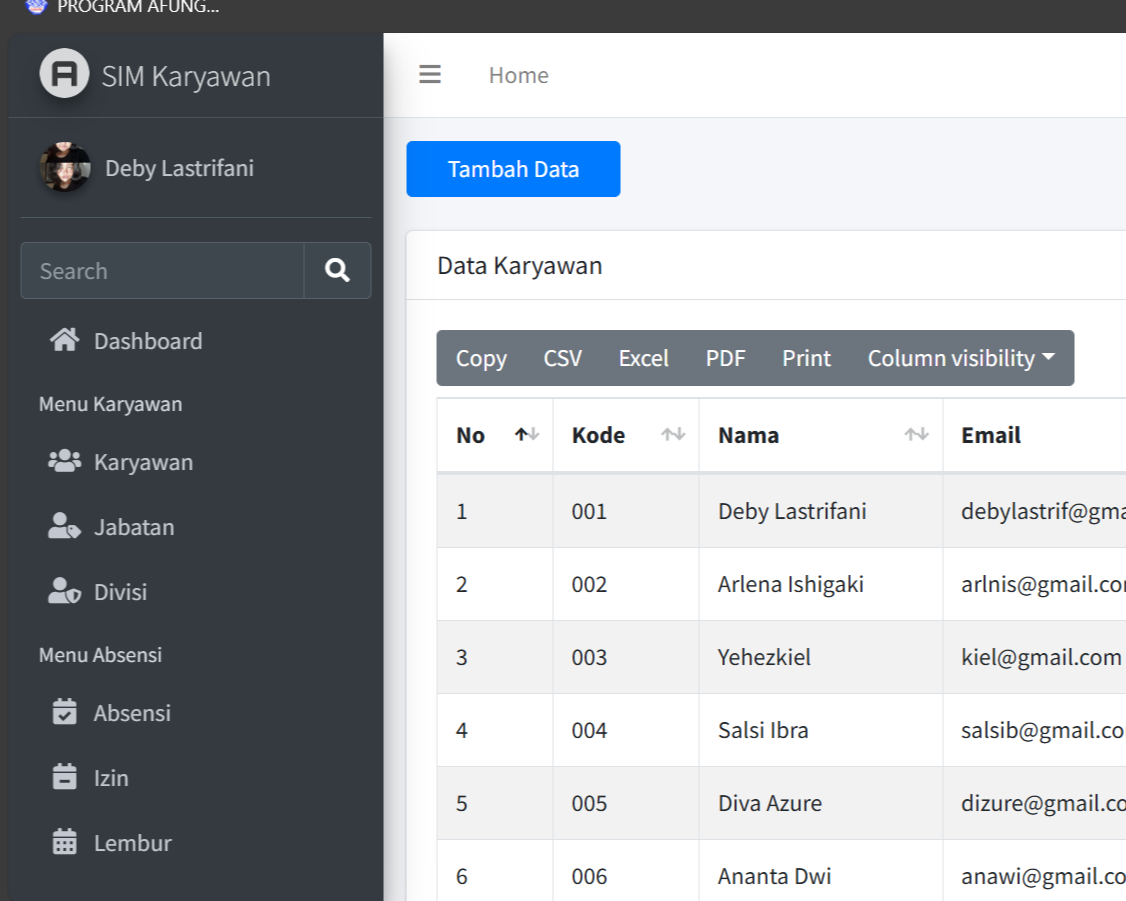 PROGRAM AFUNG...
SIM Karyawan
Home
Deby Lastrifani
Tambah Data
Search
Data Karyawan
Dashboard
Copy CSV Excel PDF Print Column visibility
Menu Karyawan
No Kode Nama Email
Karyawan
1 001 Deby Lastrifani debylastrif@gma
Jabatan
2 002 Arlena Ishigaki arlnis@gmail.co
Divisi
Menu Absensi
3 003 Yehezkiel kiel@gmail.com
Absensi
4 004 Salsi Ibra salsib@gmail.co
Izin
5 005 Diva Azure dizure@gmail.co
Lembur
6 006 Ananta Dwi anawi@gmail.co